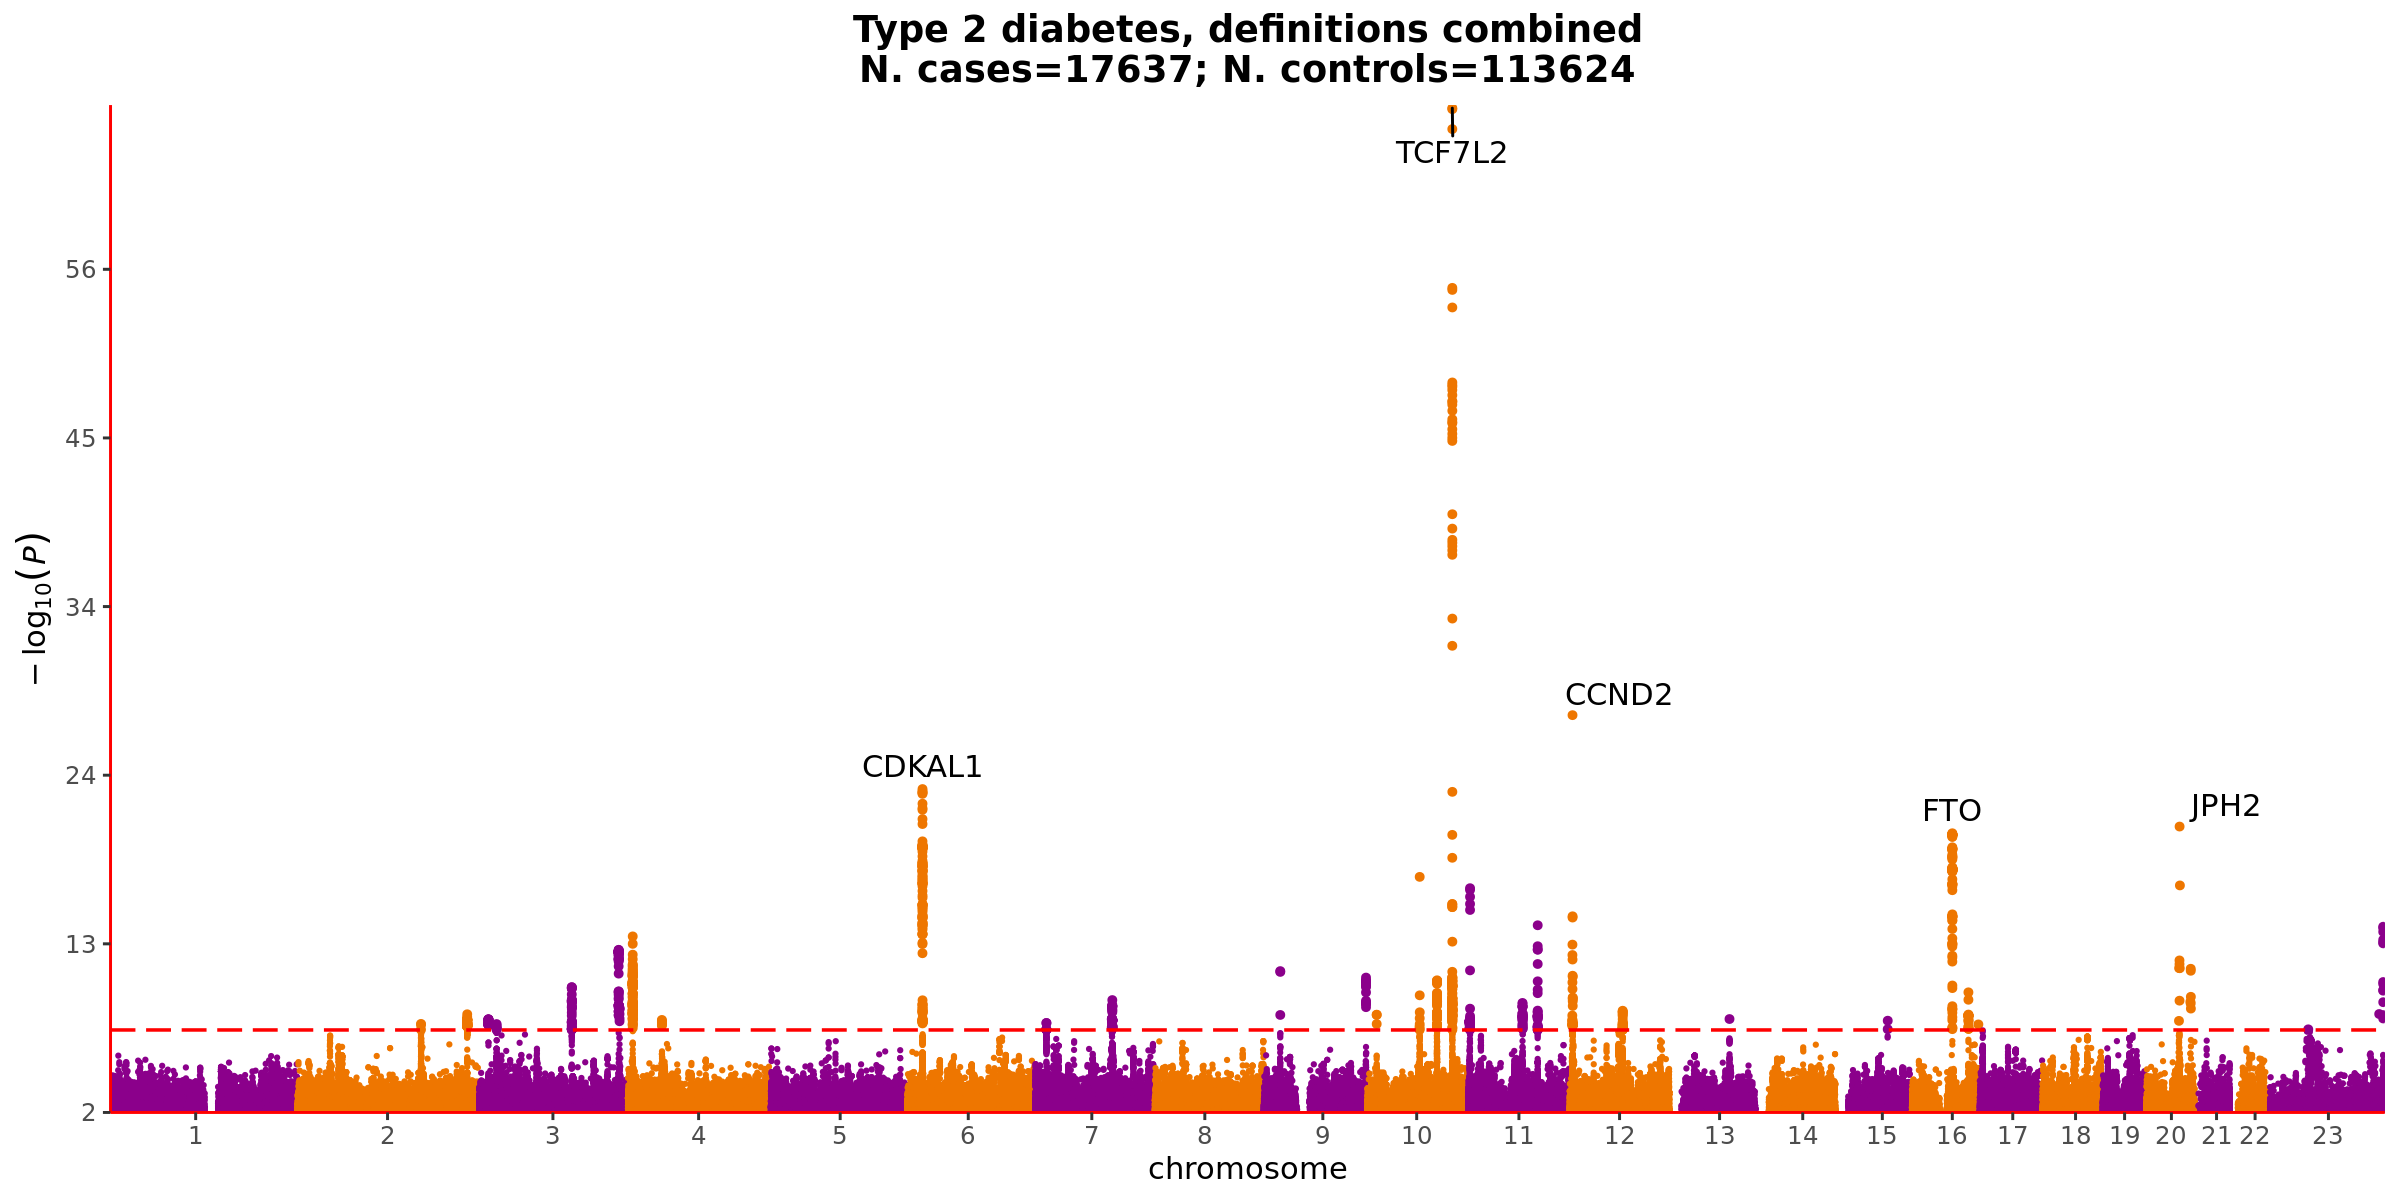 Type 2 diabetes, definitions combined
N. cases=17637; N. controls=113624
TCF7L2
56
45
34
CCND2
CDKAL1
24
JPH2
FTO
13
2
−log₁₀(P)
1 2 3 4 5 6 7 8 9 10 11 12 13 14 15 16 17 18 19 20 21 22 23
chromosome